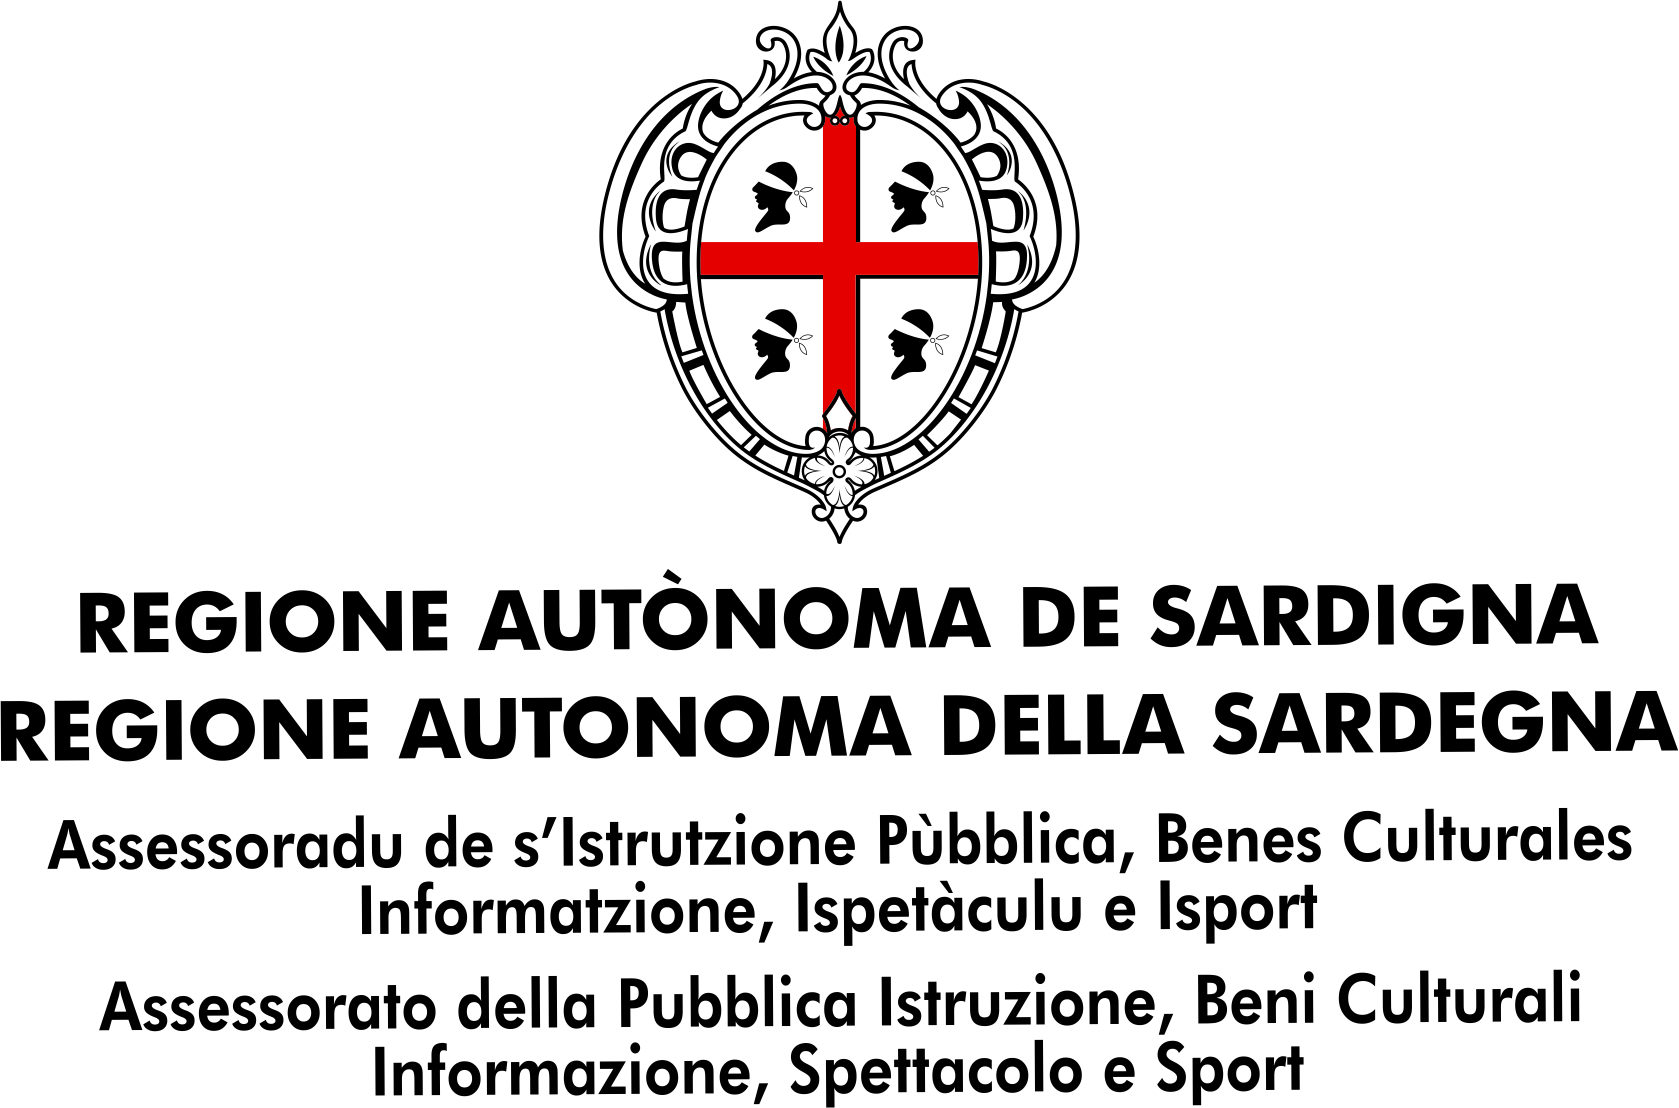 REGIONE AUTÒNOMA DE SARDIGNA
REGIONE AUTONOMA DELLA SARDEGNA
Assessoradu de s’Istrutzione Pùbblica, Benes Culturales
Informatzione, Ispetàculu e Isport
Assessorato della Pubblica Istruzione, Beni Culturali
Informazione, Spettacolo e Sport